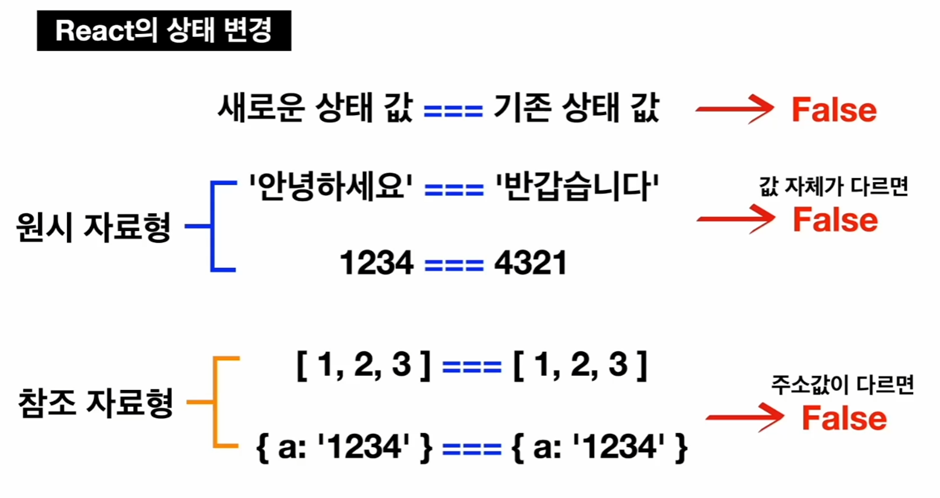 React의 상태 변경
새로운 상태 값 === 기존 상태 값 False
원시 자료형
'안녕하세요' === '반갑습니다'
1234 === 4321
값 자체가 다르면
False
참조 자료형
[ 1, 2, 3 ] === [ 1, 2, 3 ]
{ a: '1234' } === { a: '1234' }
주소값이 다르면
False